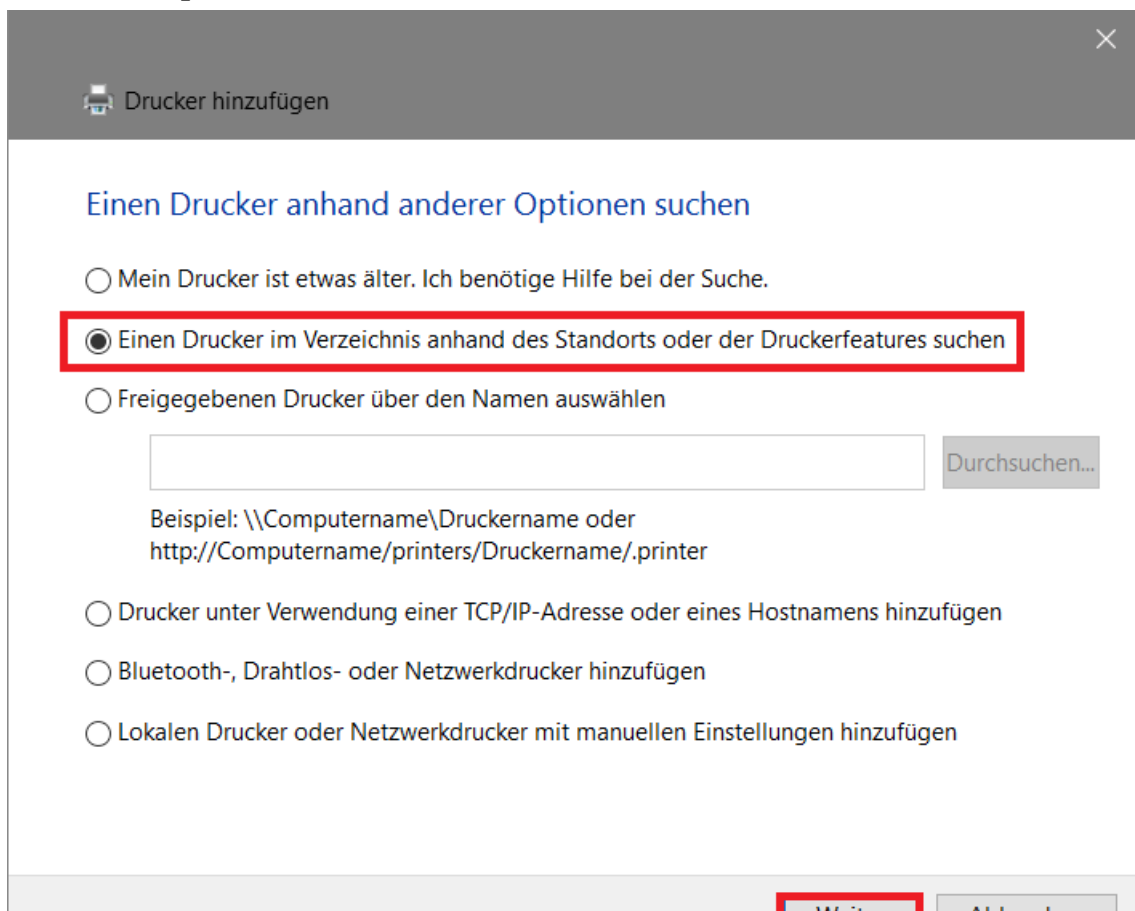 Drucker hinzufügen
Einen Drucker anhand anderer Optionen suchen
Mein Drucker ist etwas älter. Ich benötige Hilfe bei der Suche.
Einen Drucker im Verzeichnis anhand des Standorts oder der Druckerfeatures suchen
Freigegebenen Drucker über den Namen auswählen
Durchsuchen...
Beispiel: \\Computername\Druckername oder
http://Computername/printers/Druckername/.printer
Drucker unter Verwendung einer TCP/IP-Adresse oder eines Hostnamens hinzufügen
Bluetooth-, Drahtlos- oder Netzwerkdrucker hinzufügen
Lokalen Drucker oder Netzwerkdrucker mit manuellen Einstellungen hinzufügen